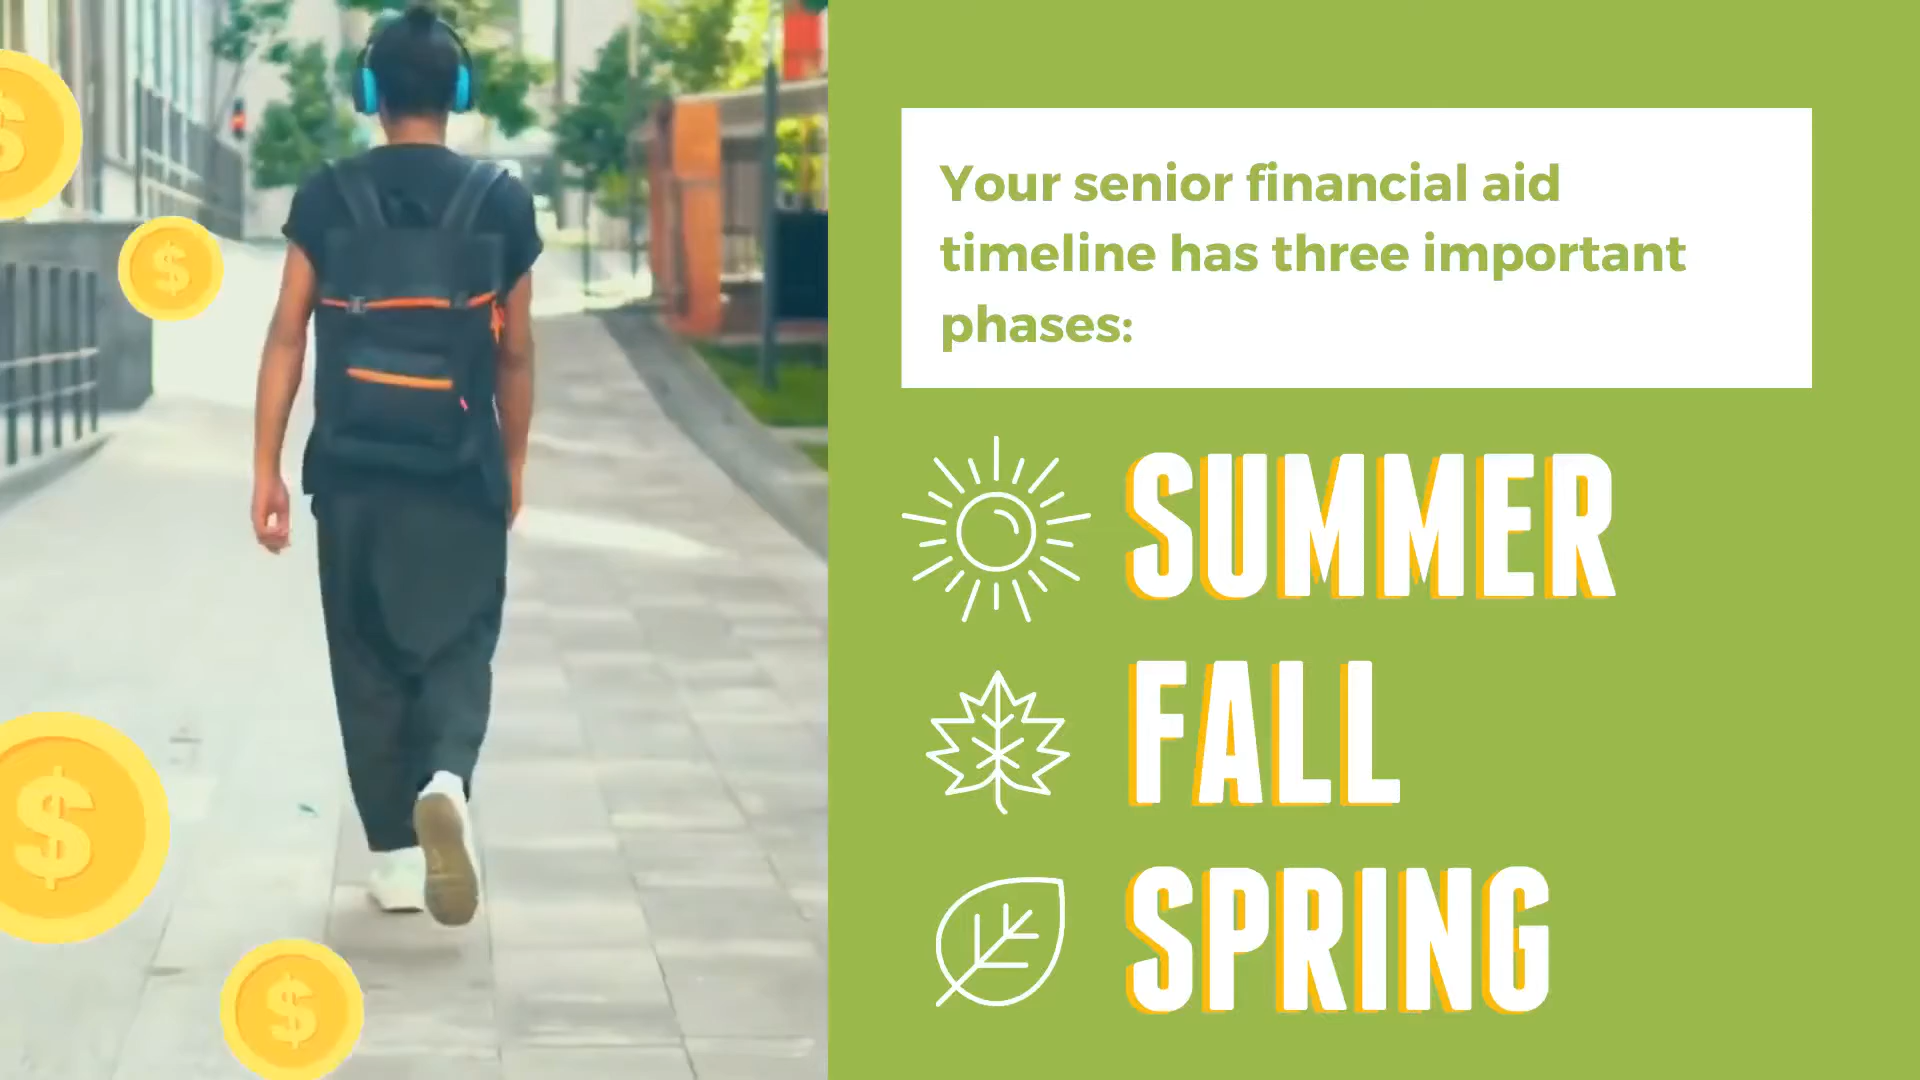 Your senior financial aid
timeline has three important
phases:
SUMMER
FALL
SPRING
$
$
$
$